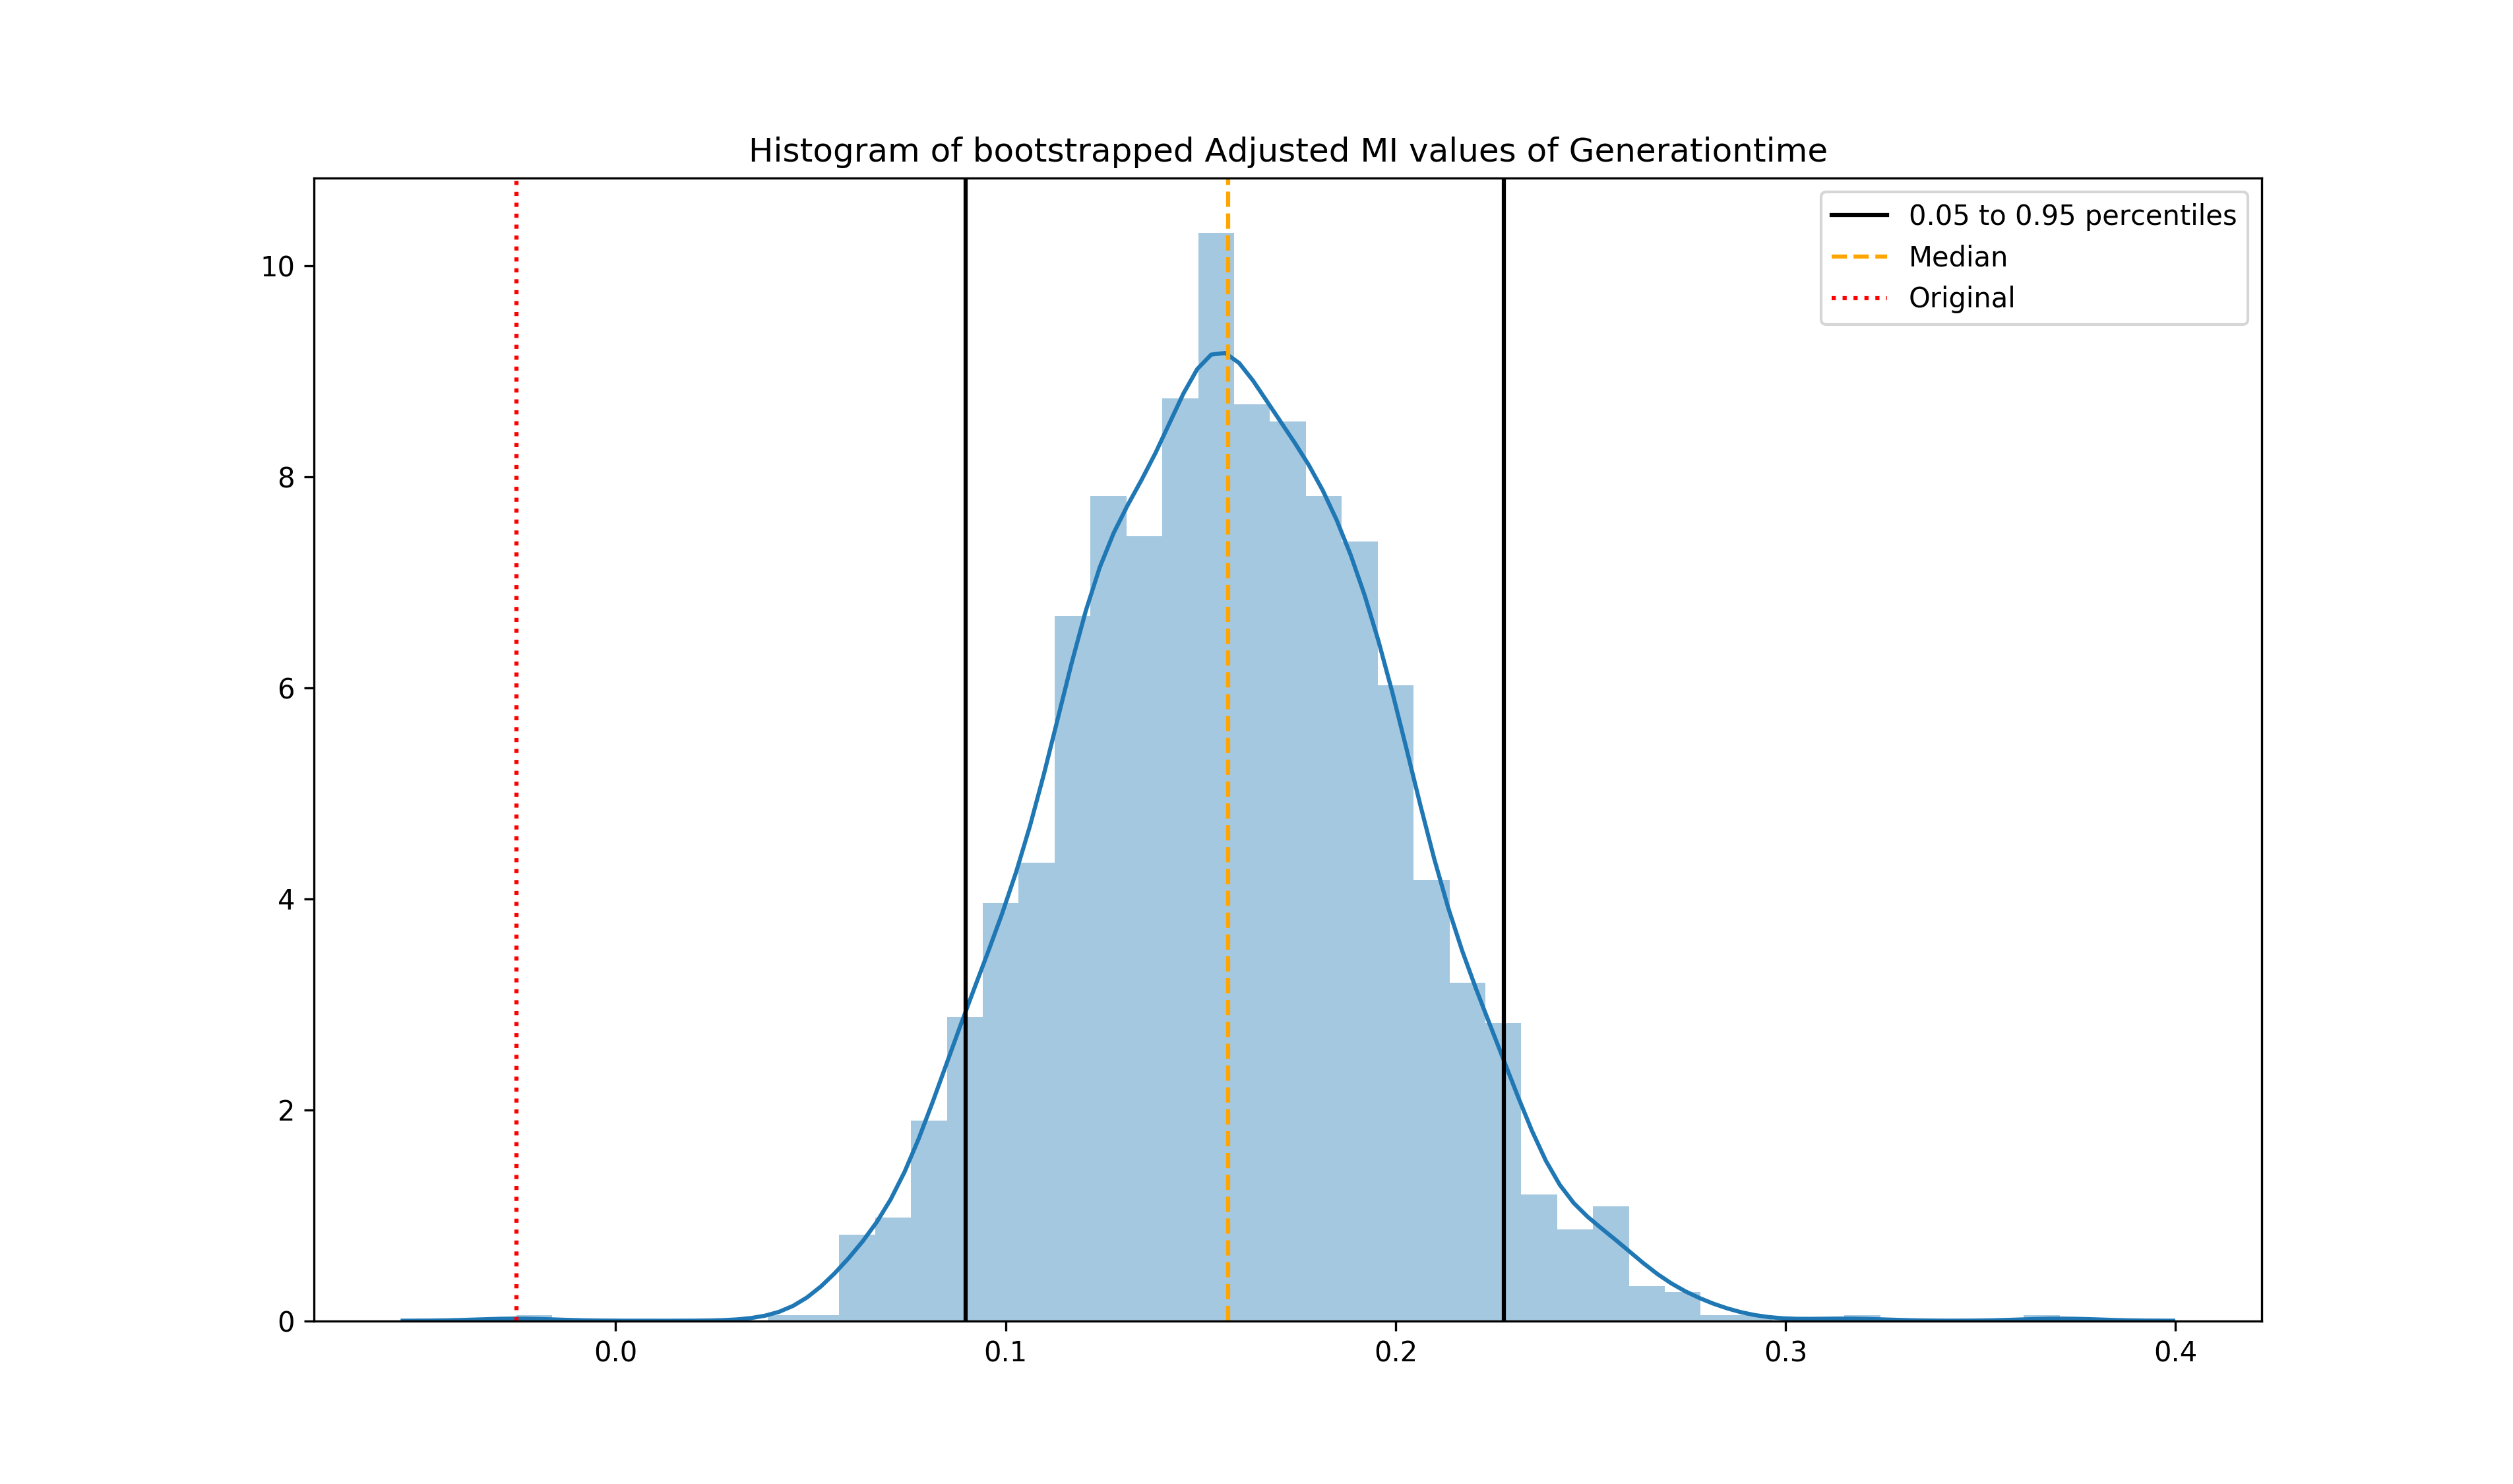 Histogram of bootstrapped Adjusted MI values of Generationtime
0.05 to 0.95 percentiles
Median
Original
10
8
6
4
2
0
0.0 0.1 0.2 0.3 0.4